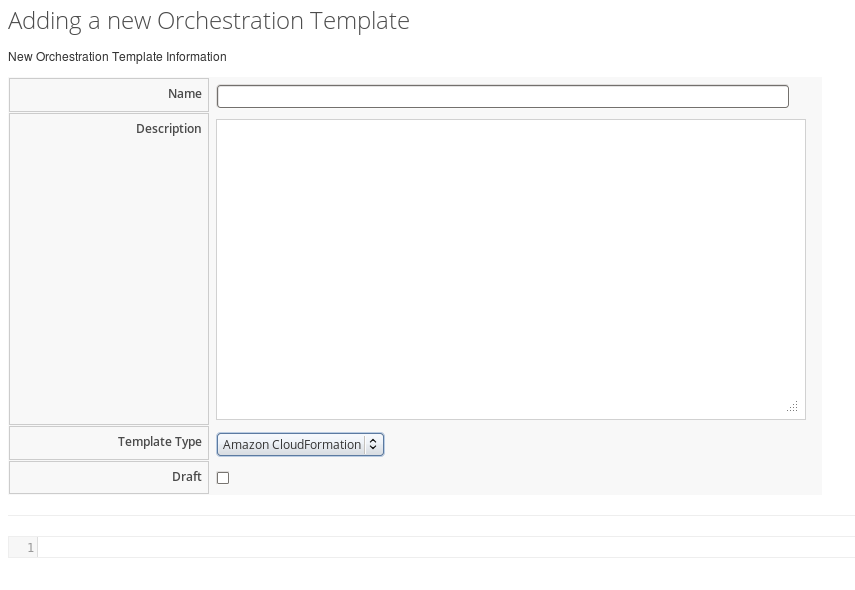 Adding a new Orchestration Template
New Orchestration Template Information
Name
Description
Template Type Amazon CloudFormation
Draft
1